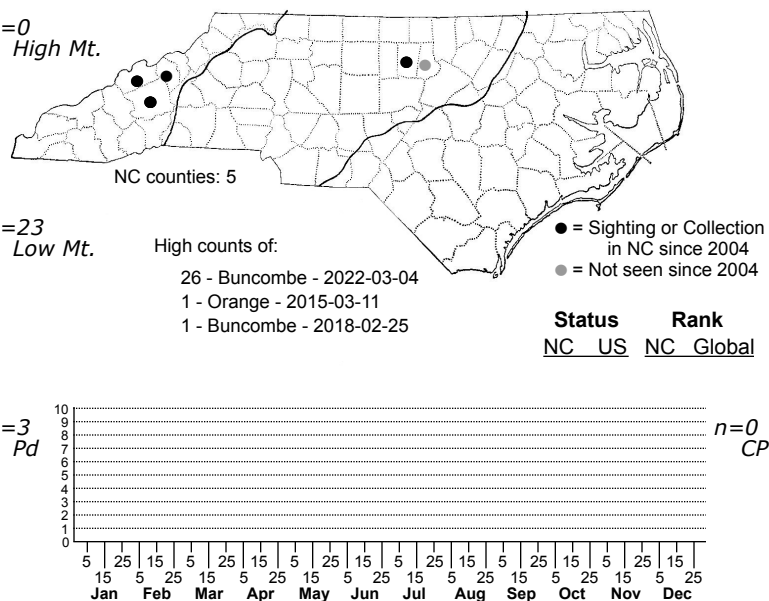 =0
High Mt.
NC counties: 5
=23
Low Mt.
High counts of:
26 - Buncombe - 2022-03-04
1 - Orange - 2015-03-11
1 - Buncombe - 2018-02-25
● = Sighting or Collection
in NC since 2004
● = Not seen since 2004
Status Rank
NC US NC Global
=3
Pd
n=0
CP
10
9
8
7
6
5
4
3
2
1
0
5 25 15 5 25 15 5 25 15 5 25 15 5 25 15 5 25 15
15 5 25 15 5 25 15 5 25 15 5 25 15 5 25 15 5 25
Jan Feb Mar Apr May Jun Jul Aug Sep Oct Nov Dec